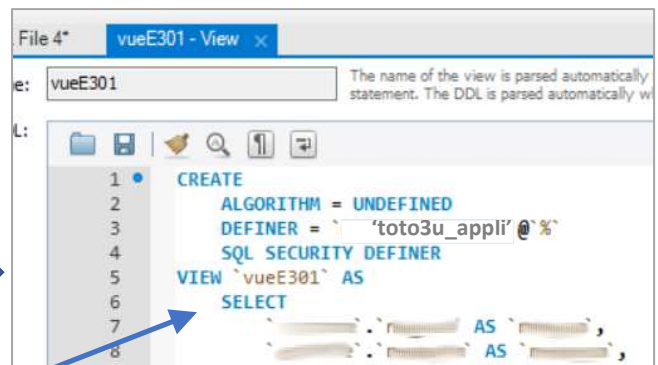 File 4* vueE301 - View ×
e: vueE301 The name of the view is parsed automatically
statement. The DDL is parsed automatically w
L:
1 CREATE
2 ALGORITHM = UNDEFINED
3 DEFINER = ` ‘toto3u_appli’ @`%`
4 SQL SECURITY DEFINER
5 VIEW `vueE301` AS
6 SELECT
7 ` `.` AS ` `,
8 ` `.` ` AS ` `,